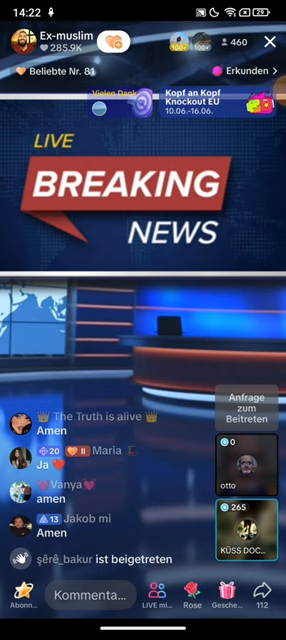 14:22
29
Ex-muslim
285.9K
100+
100+
460
Beliebte Nr. 81
Erkunden >
Vielen Dank
Kopf an Kopf
Knockout EU
10.06.-16.06.
LIVE
BREAKING
NEWS
Anfrage
zum
Beitreten
The Truth is alive
Amen
20 II Maria
Ja
Vanya
amen
13 Jakob mi
Amen
şêrê_bakur ist beigetreten
0
otto
265
KÜSS DOC...
Abonn...
Kommenta...
LIVE mi...
Rose
Gesche...
112